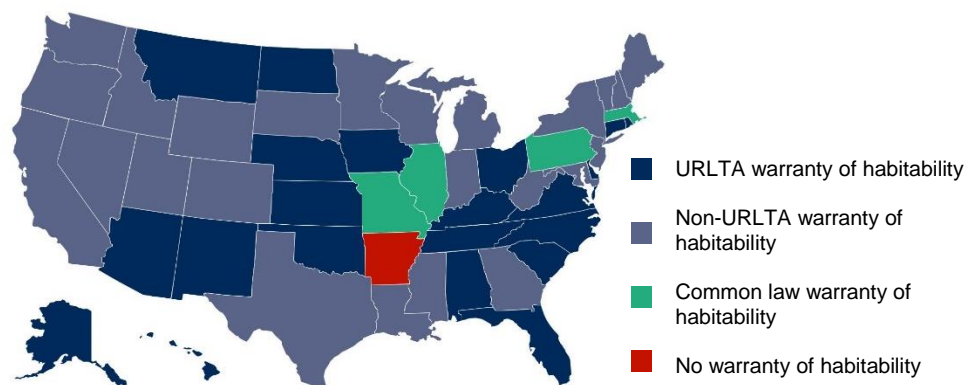 URLTA warranty of habitability
Non-URLTA warranty of
habitability
Common law warranty of
habitability
No warranty of habitability